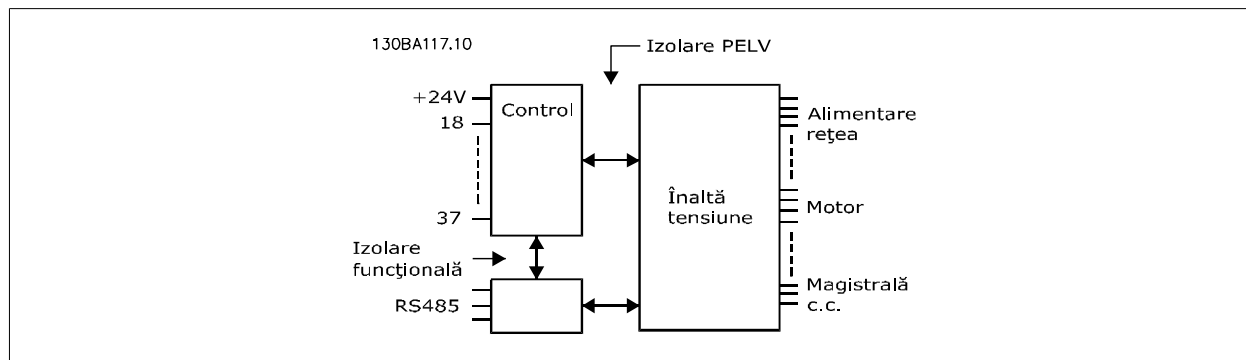 130BA117.10
Izolare PELV
+24V
Control
18
37
Izolare
funcţională
RS485
Înaltă
tensiune
Alimentare
reţea
Motor
Magistrală
c.c.